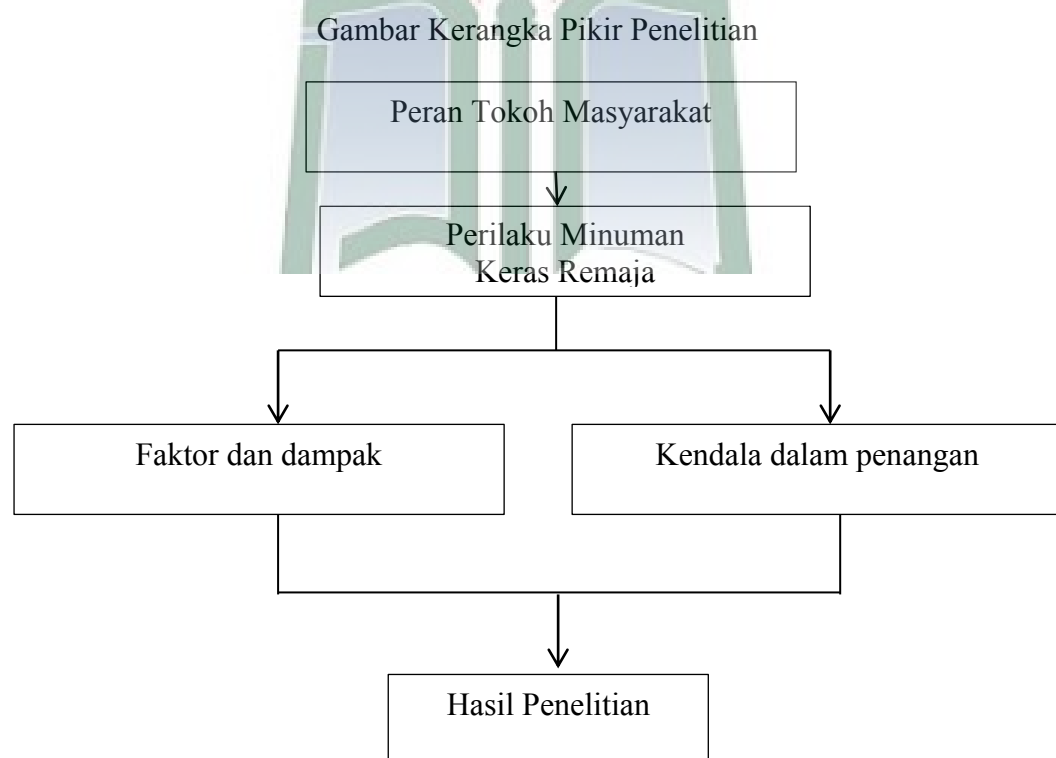 Gambar Kerangka Pikir Penelitian
Peran Tokoh Masyarakat
Perilaku Minuman
Keras Remaja
Faktor dan dampak
Kendala dalam penangan
Hasil Penelitian